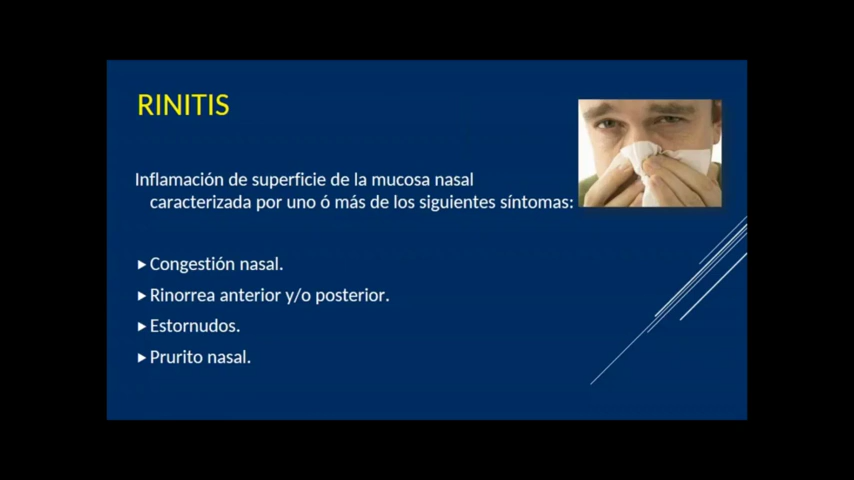 RINITIS
Inflamación de superficie de la mucosa nasal
caracterizada por uno ó más de los siguientes síntomas:
Congestión nasal.
Rinorrea anterior y/o posterior.
Estornudos.
Prurito nasal.